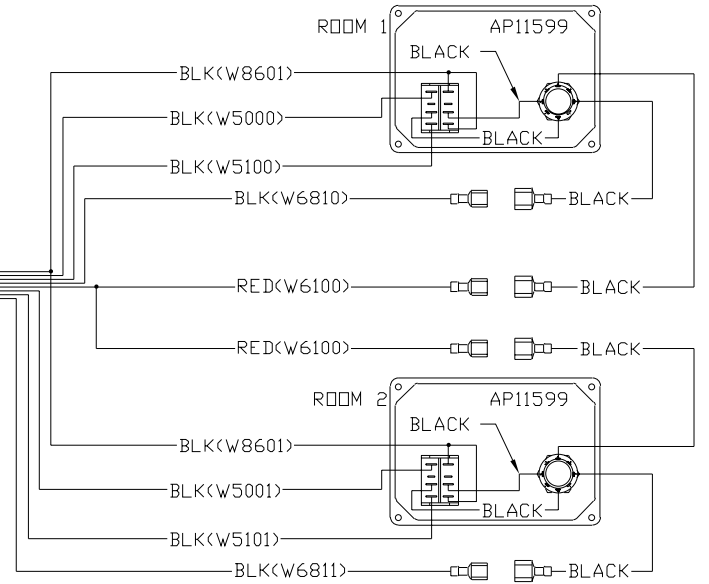 ROOM 1 AP11599
BLACK
BLK(W8601)
BLK(W5000)
BLACK
BLK(W5100)
BLK(W6810) BLACK
RED(W6100) BLACK
RED(W6100) BLACK
ROOM 2 AP11599
BLACK
BLK(W8601)
BLK(W5001)
BLACK
BLK(W5101)
BLK(W6811) BLACK